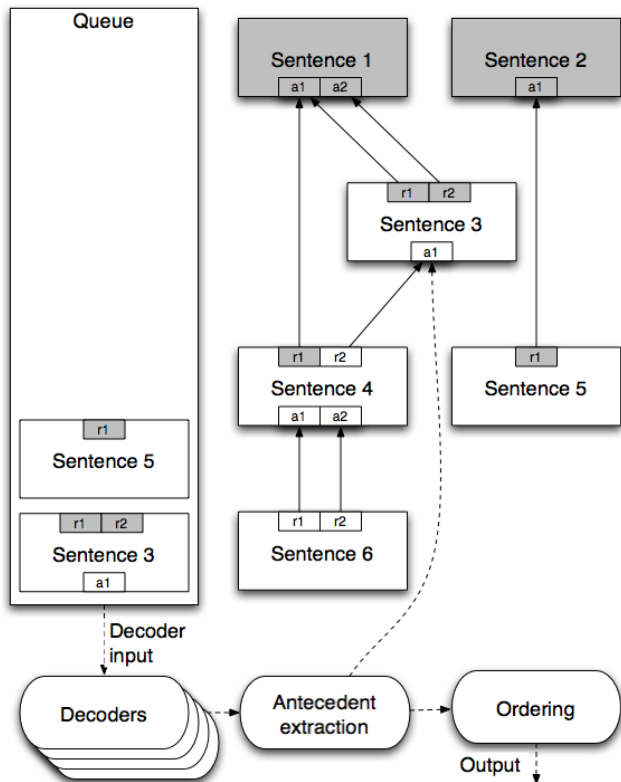 Queue
Sentence 1
a1 a2
Sentence 2
a1
r1 r2
Sentence 3
a1
r1 r2
Sentence 4
a1 a2
r1
Sentence 5
r1
Sentence 5
r1 r2
Sentence 3
a1
r1 r2
Sentence 6
Decoder
input
Decoders
Antecedent
extraction
Ordering
Output